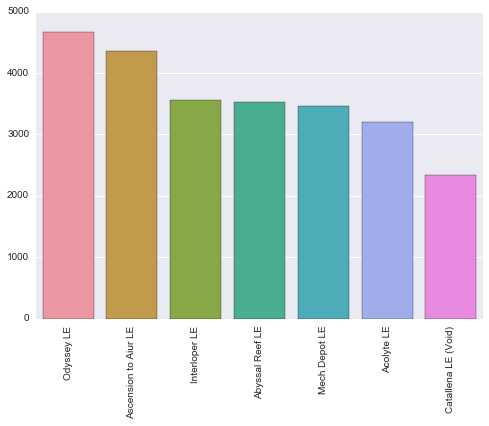 5000
4000
3000
2000
1000
0
Odyssey LE
Ascension to Aiur LE
Interloper LE
Abyssal Reef LE
Mech Depot LE
Acolyte LE
Catallena LE (Void)